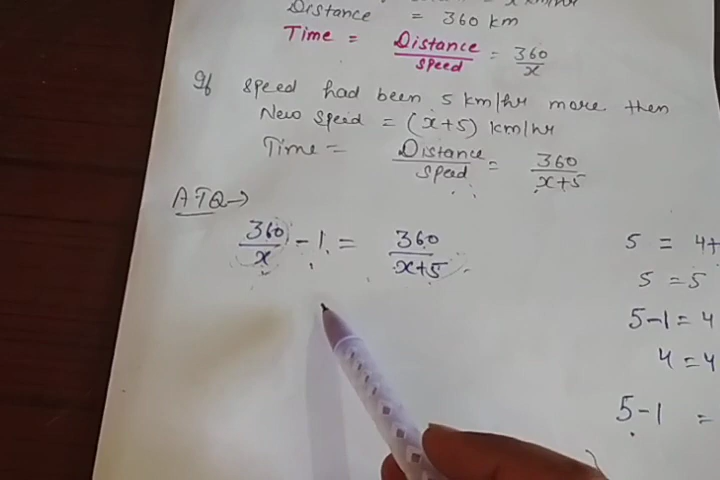 = x km/hr
Distance = 360 km
Time = Distance/Speed = 360/x
If speed had been 5 km/hr more then
New Speed = (x+5) km/hr
Time = Distance/Speed = 360/x+5
ATQ→
360/x - 1 = 360/x+5
5 = 4+
5 = 5
5-1 = 4
4 = 4
5-1 =